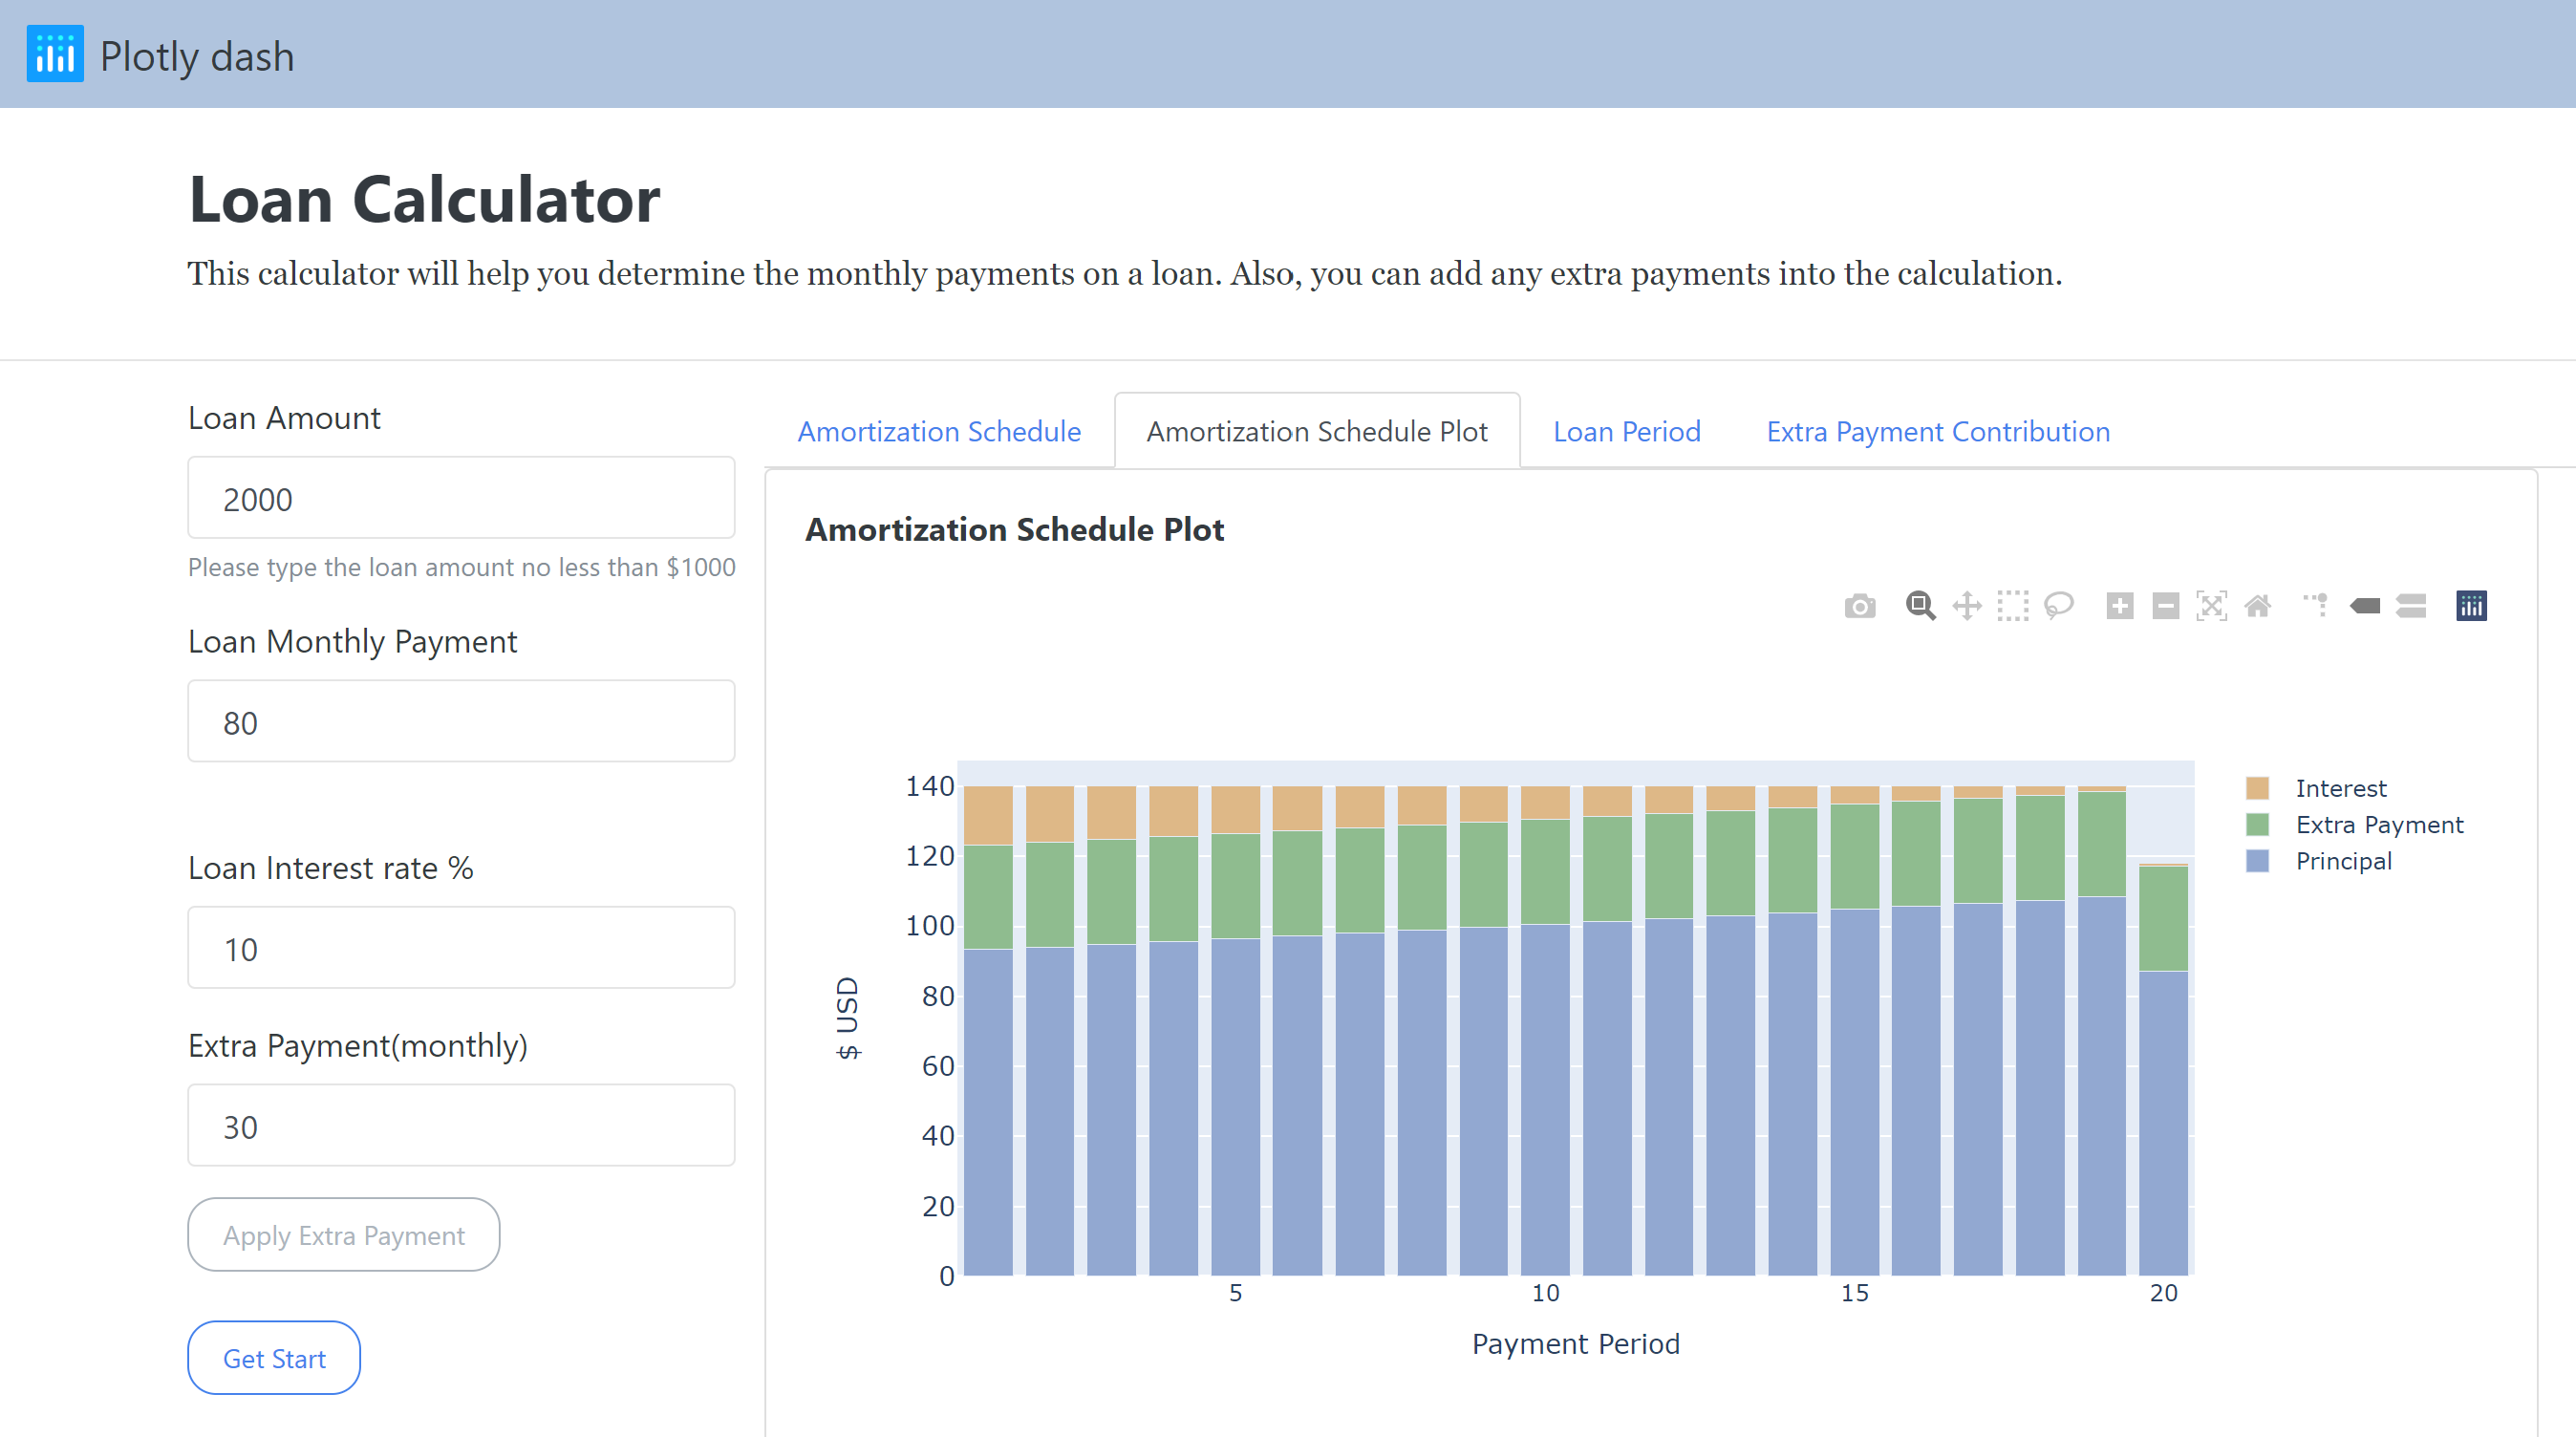 Plotly dash
Loan Calculator
This calculator will help you determine the monthly payments on a loan. Also, you can add any extra payments into the calculation.
Loan Amount
2000
Please type the loan amount no less than $1000
Loan Monthly Payment
80
Loan Interest rate %
10
Extra Payment(monthly)
30
Apply Extra Payment
Get Start
Amortization Schedule
Amortization Schedule Plot
Loan Period
Extra Payment Contribution
Amortization Schedule Plot
140
120
100
80
60
40
20
0
$ USD
5
10
15
20
Payment Period
Interest
Extra Payment
Principal